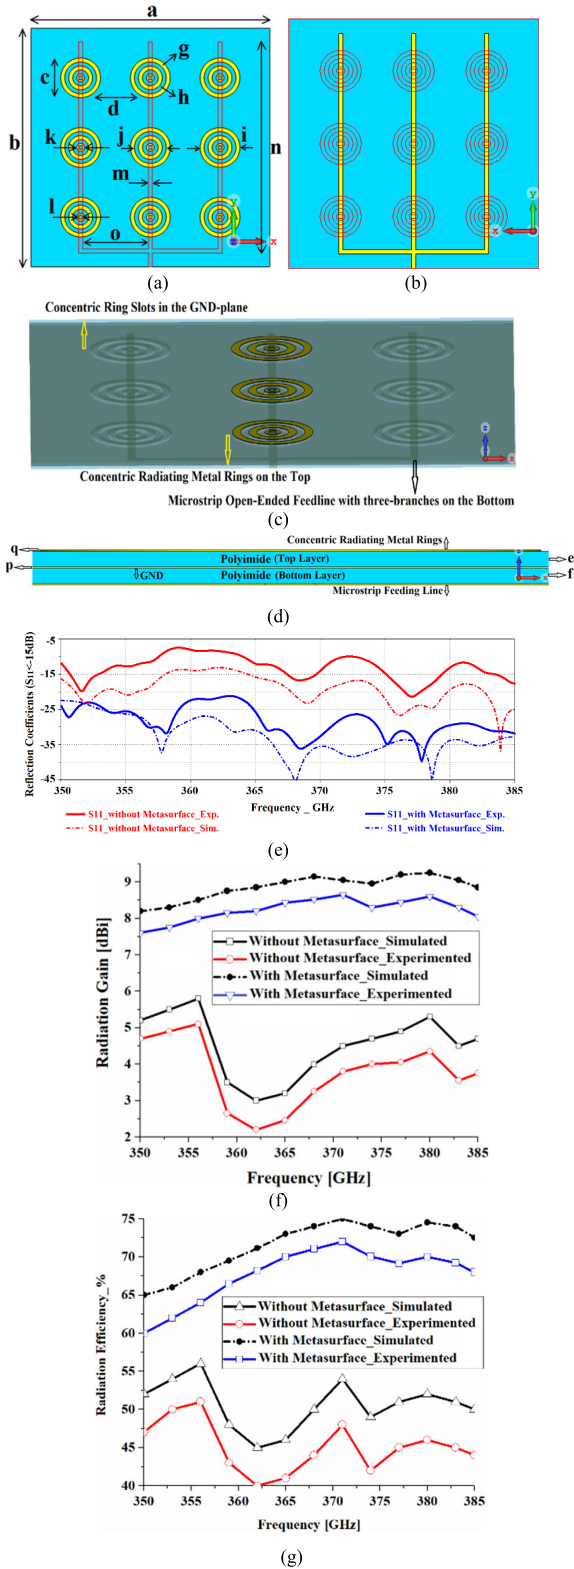 a
g
c
d
h
b
k
j
i
n
m
l
o
y
z
x
(a)
y
x
(b)
Concentric Ring Slots in the GND-plane
Concentric Radiating Metal Rings on the Top
Microstrip Open-Ended Feedline with three-branches on the Bottom
z
x
(c)
Concentric Radiating Metal Rings
q
Polyimide (Top Layer)
e
p
GND
Polyimide (Bottom Layer)
f
z
x
Microstrip Feeding Line
(d)
Reflection Coefficients (S11<-15dB)
-5
-15
-25
-35
-45
350 355 360 365 370 375 380 385
Frequency _ GHz
S11_without Metasurface_Exp.
S11_with Metasurface_Exp.
S11_without Metasurface_Sim.
S11_with Metasurface_Sim.
(e)
Radiation Gain [dBi]
9
8
7
6
5
4
3
2
Without Metasurface_Simulated
Without Metasurface_Experimented
With Metasurface_Simulated
With Metasurface_Experimented
350 355 360 365 370 375 380 385
Frequency [GHz]
(f)
Radiation Efficiency_%
75
70
65
60
55
50
45
40
Without Metasurface_Simulated
Without Metasurface_Experimented
With Metasurface_Simulated
With Metasurface_Experimented
350 355 360 365 370 375 380 385
Frequency [GHz]
(g)